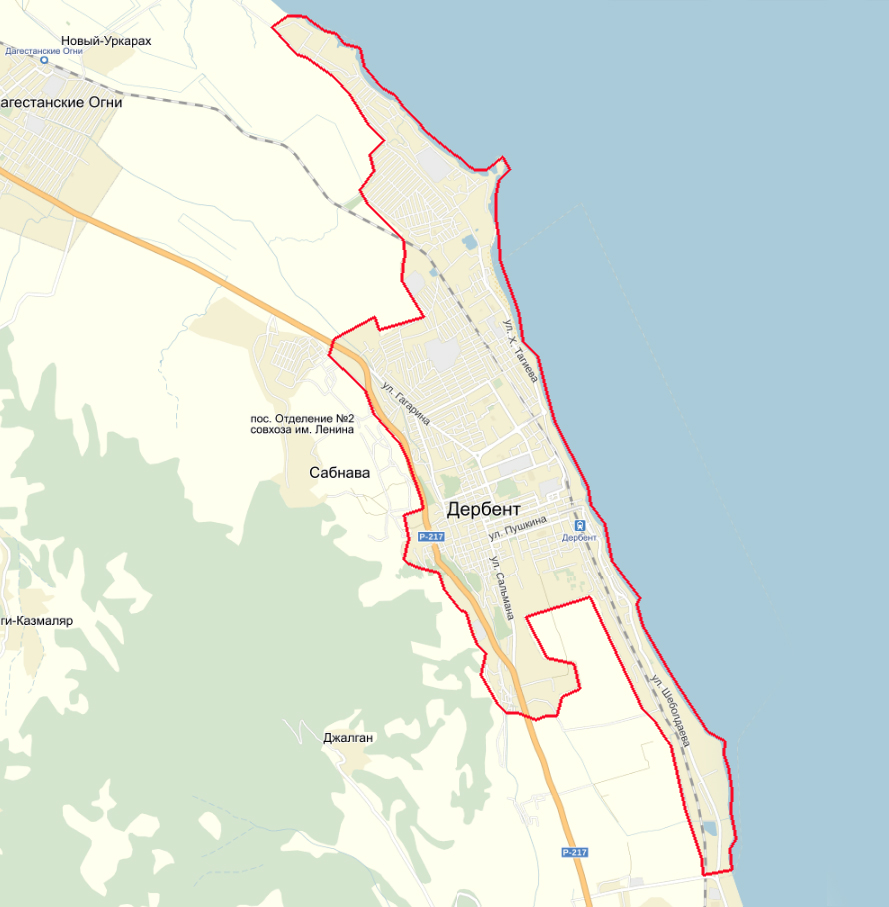 Новый-Уркарах
Дагестанские Огни
агестанские Огни
ул. Х. Тагиева
ул. Гагарина
пос. Отделение №2
совхоза им. Ленина
Сабнава
Дербент
ул. Пушкина
Р-217
Дербент
ул. Сальмана
ги-Казмаляр
ул. Шеболдаева
Джалган
Р-217